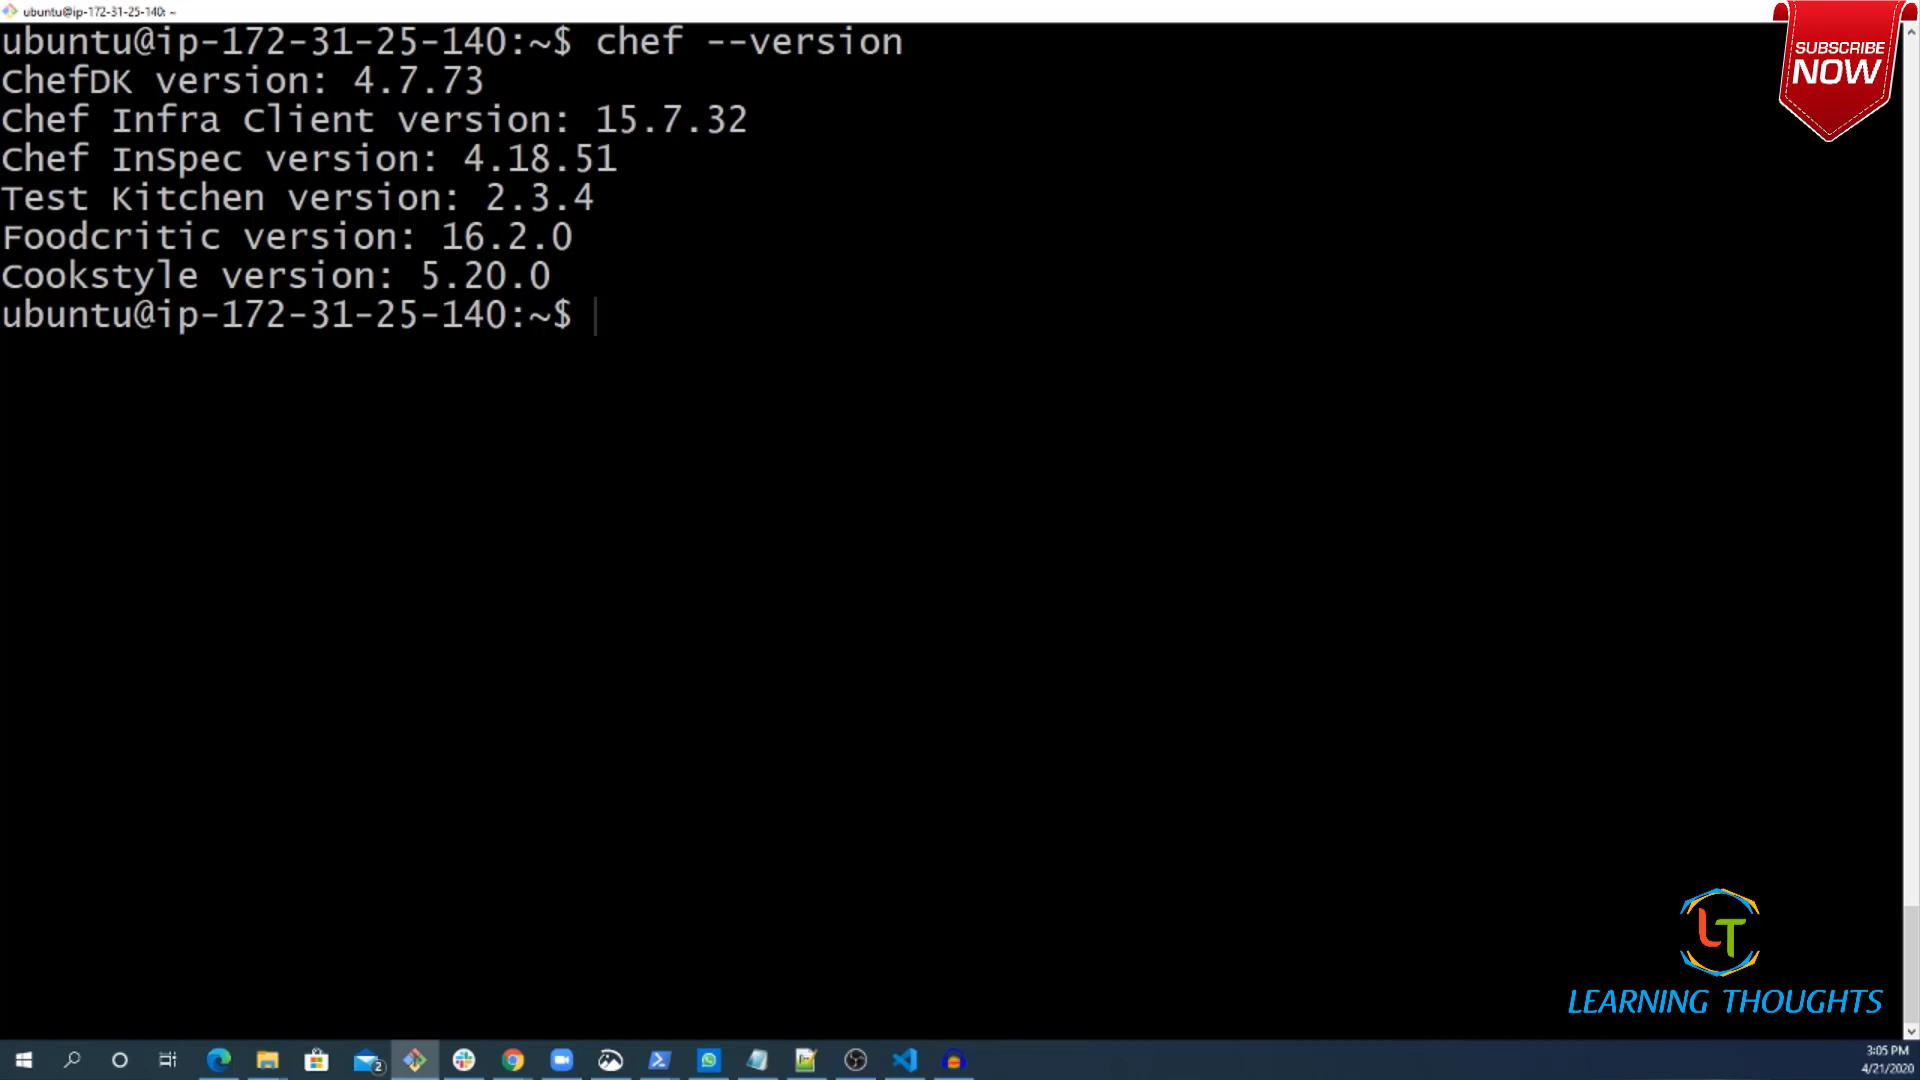 ubuntu@ip-172-31-25-140: ~
ubuntu@ip-172-31-25-140:~$ chef --version
ChefDK version: 4.7.73
Chef Infra Client version: 15.7.32
Chef InSpec version: 4.18.51
Test Kitchen version: 2.3.4
Foodcritic version: 16.2.0
Cookstyle version: 5.20.0
ubuntu@ip-172-31-25-140:~$
SUBSCRIBE
NOW
LT
LEARNING THOUGHTS
2
3:05 PM
4/21/2020